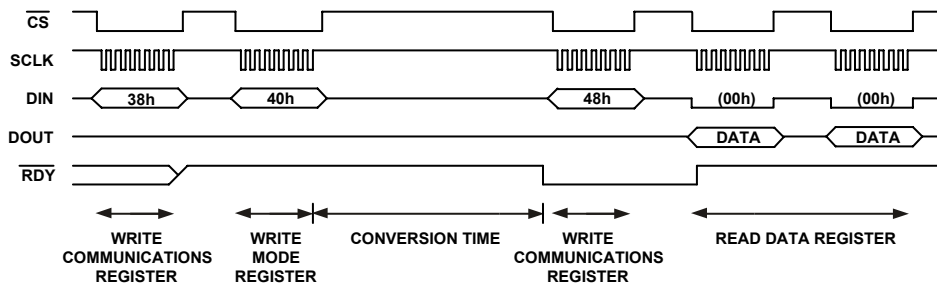 CS
SCLK
DIN 38h 40h 48h (00h) (00h)
DOUT DATA DATA
RDY
WRITE
COMMUNICATIONS
REGISTER
WRITE
MODE
REGISTER
CONVERSION TIME
WRITE
COMMUNICATIONS
REGISTER
READ DATA REGISTER